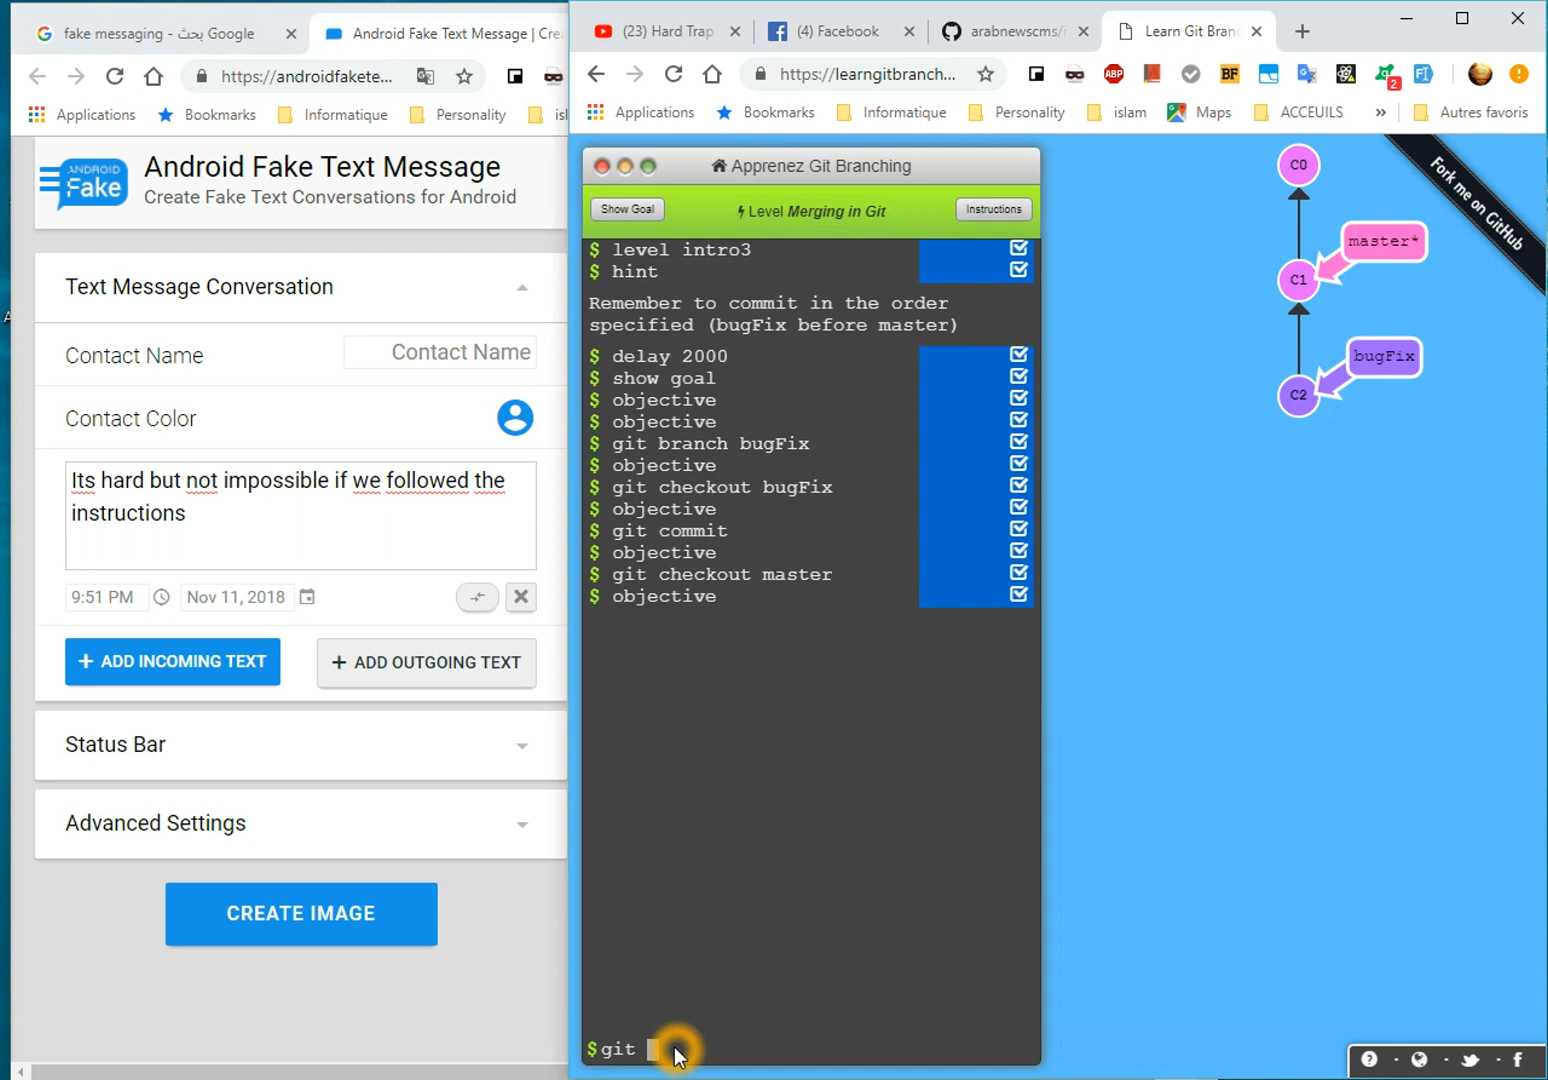 fake messaging - بحث Google
Android Fake Text Message | Cre
https://androidfakete...
Applications
Bookmarks
Informatique
Personality
isl
ANDROID
Fake
Android Fake Text Message
Create Fake Text Conversations for Android
Text Message Conversation
Contact Name
Contact Name
Contact Color
Its hard but not impossible if we followed the
instructions
9:51 PM
Nov 11, 2018
+ ADD INCOMING TEXT
+ ADD OUTGOING TEXT
Status Bar
Advanced Settings
CREATE IMAGE
(23) Hard Trap
(4) Facebook
arabnewscms/
Learn Git Branc
https://learngitbranch...
ABP
BF
2
Applications
Bookmarks
Informatique
Personality
islam
Maps
ACCEUILS
»
Autres favoris
Apprenez Git Branching
Show Goal
Level Merging in Git
Instructions
$ level intro3
$ hint
Remember to commit in the order
specified (bugFix before master)
$ delay 2000
$ show goal
$ objective
$ objective
$ git branch bugFix
$ objective
$ git checkout bugFix
$ objective
$ git commit
$ objective
$ git checkout master
$ objective
$ git
C0
master*
C1
bugFix
C2
Fork me on GitHub